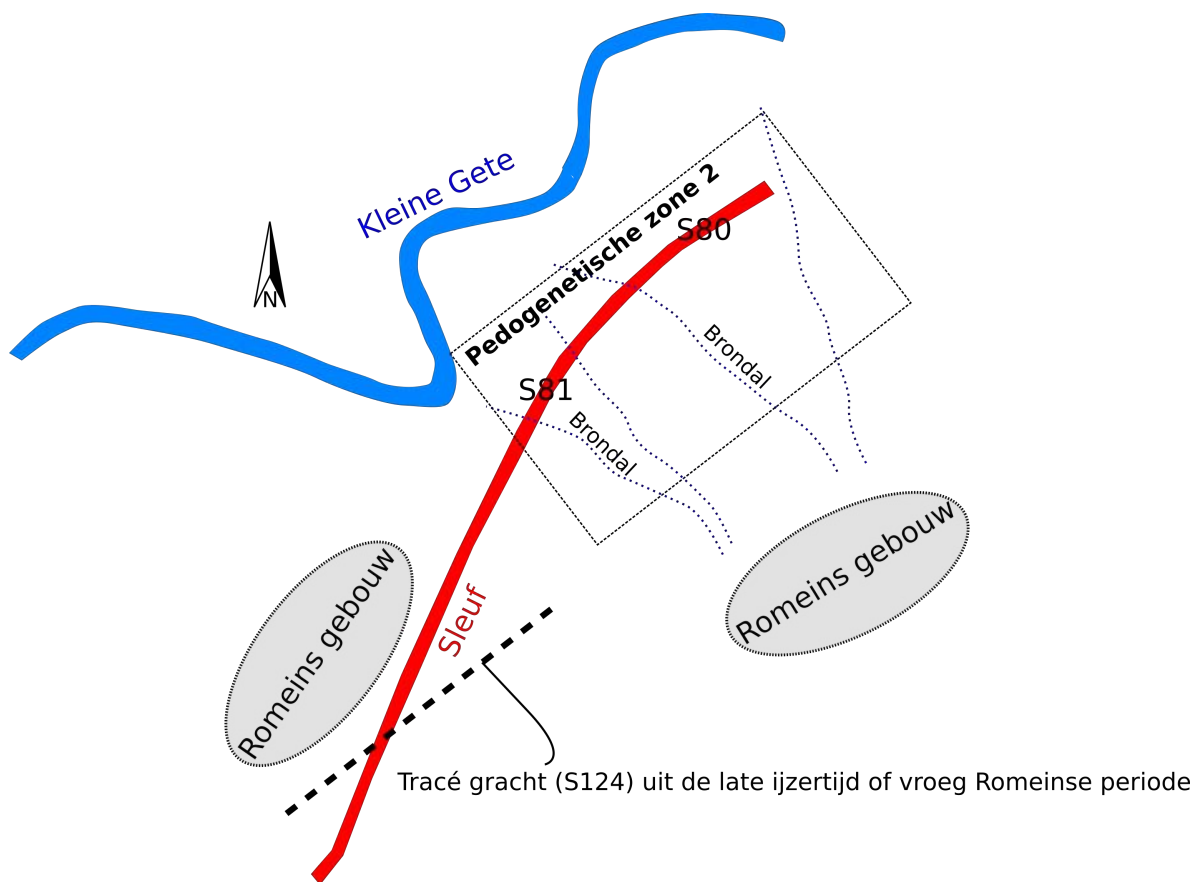 Kleine Gete
Pedogenetische zone 2
S80
N
Brondal
S81
Brondal
Romeins gebouw
Romeins gebouw
Sleuf
Tracé gracht (S124) uit de late ijzertijd of vroeg Romeinse periode